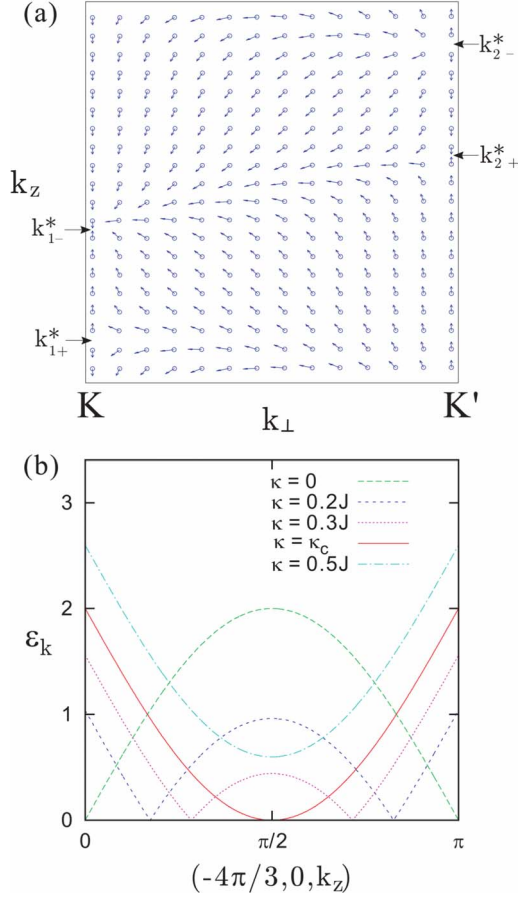 (a)
k*2-
k*2+
kz
k*1-
k*1+
K K'
k⊥
(b)
κ = 0
κ = 0.2J
κ = 0.3J
κ = κc
κ = 0.5J
3
2
εk
1
0
0 π/2 π
(-4π/3,0,kz)